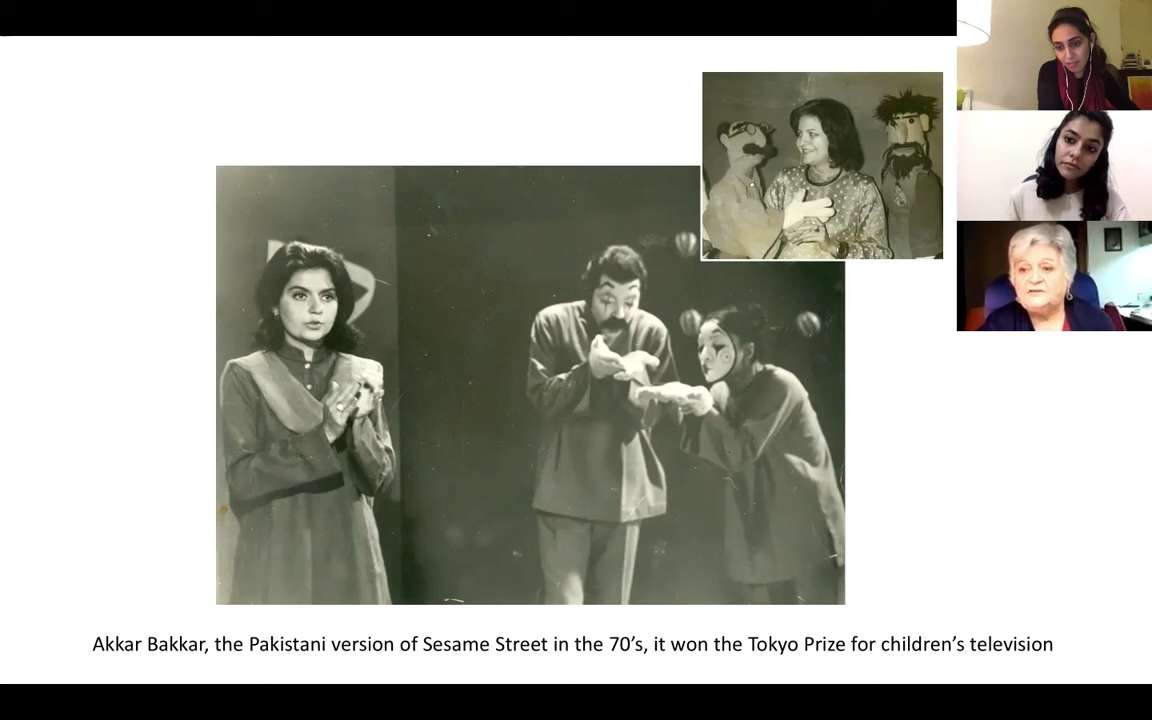 Akkar Bakkar, the Pakistani version of Sesame Street in the 70’s, it won the Tokyo Prize for children’s television